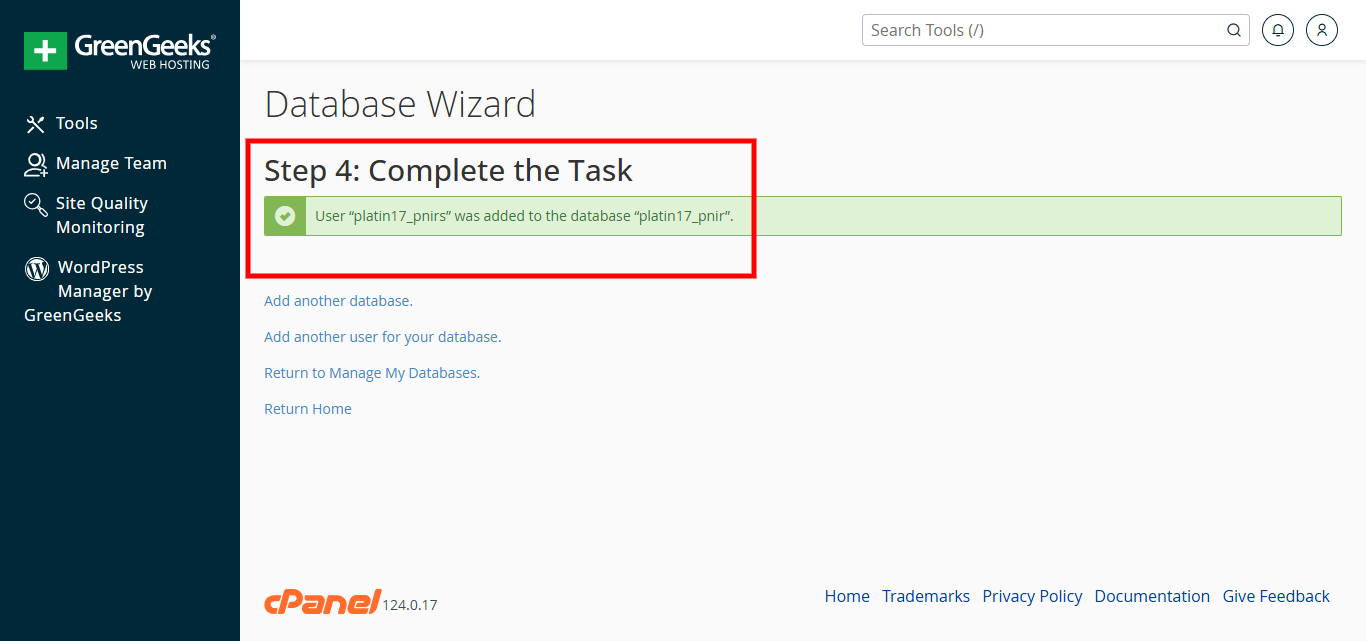 GreenGeeks®
WEB HOSTING
Search Tools (/)
Tools
Manage Team
Site Quality
Monitoring
WordPress
Manager by
GreenGeeks
Database Wizard
Step 4: Complete the Task
User “platin17_pnirs” was added to the database “platin17_pnir”.
Add another database.
Add another user for your database.
Return to Manage My Databases.
Return Home
cPanel 124.0.17
Home Trademarks Privacy Policy Documentation Give Feedback